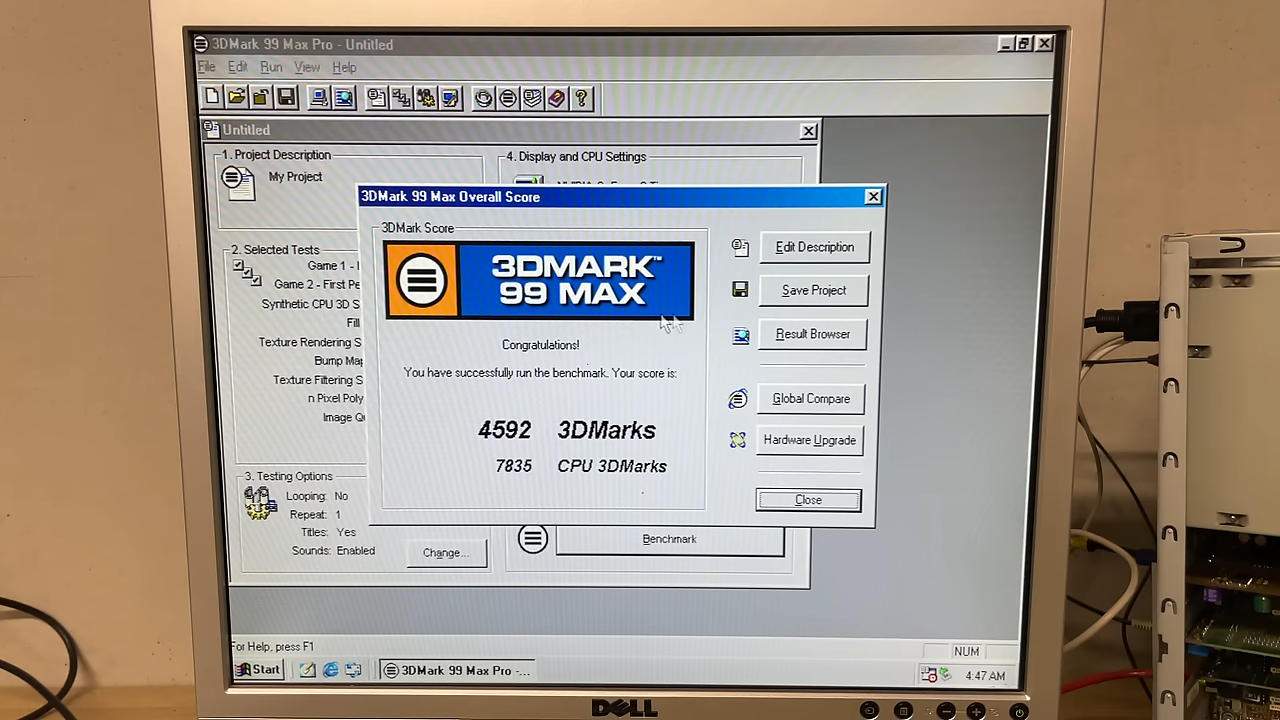 3DMark 99 Max Pro - Untitled
File Edit Run View Help
Untitled
1. Project Description
My Project
4. Display and CPU Settings
3DMark 99 Max Overall Score
3DMark Score
3DMARK™
99 MAX
Congratulations!
You have successfully run the benchmark. Your score is:
4592 3DMarks
7835 CPU 3DMarks
Edit Description
Save Project
Result Browser
Global Compare
Hardware Upgrade
Close
2. Selected Tests
Game 1 -
Game 2 - First Pe
Synthetic CPU 3D S
Fill
Texture Rendering S
Bump Map
Texture Filtering S
n Pixel Poly
Image Q
3. Testing Options
Looping: No
Repeat: 1
Titles: Yes
Sounds: Enabled
Change...
Benchmark
For Help, press F1
NUM
Start
3DMark 99 Max Pro -...
4:47 AM
DELL